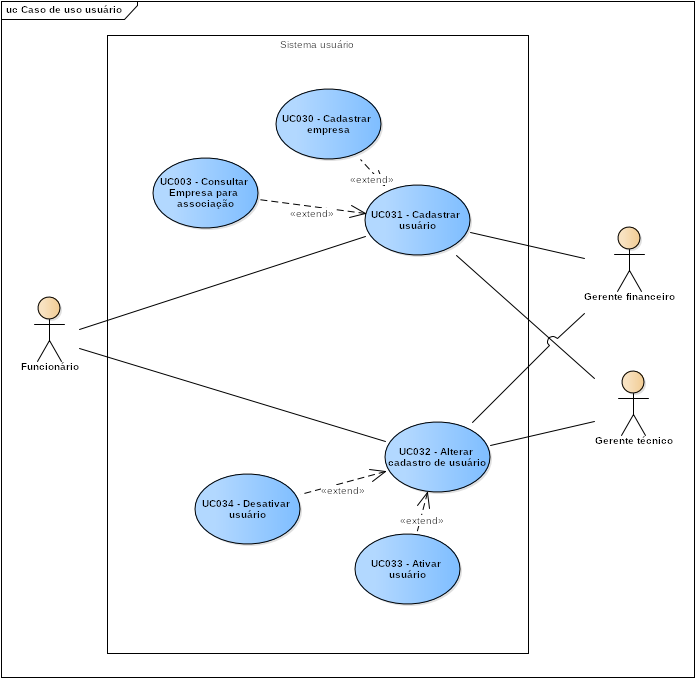 uc Caso de uso usuário
Sistema usuário
UC030 - Cadastrar
empresa
UC003 - Consultar
Empresa para
associação
«extend»
«extend»
UC031 - Cadastrar
usuário
Gerente financeiro
Funcionário
Gerente técnico
UC032 - Alterar
cadastro de usuário
UC034 - Desativar
usuário
«extend»
«extend»
UC033 - Ativar
usuário